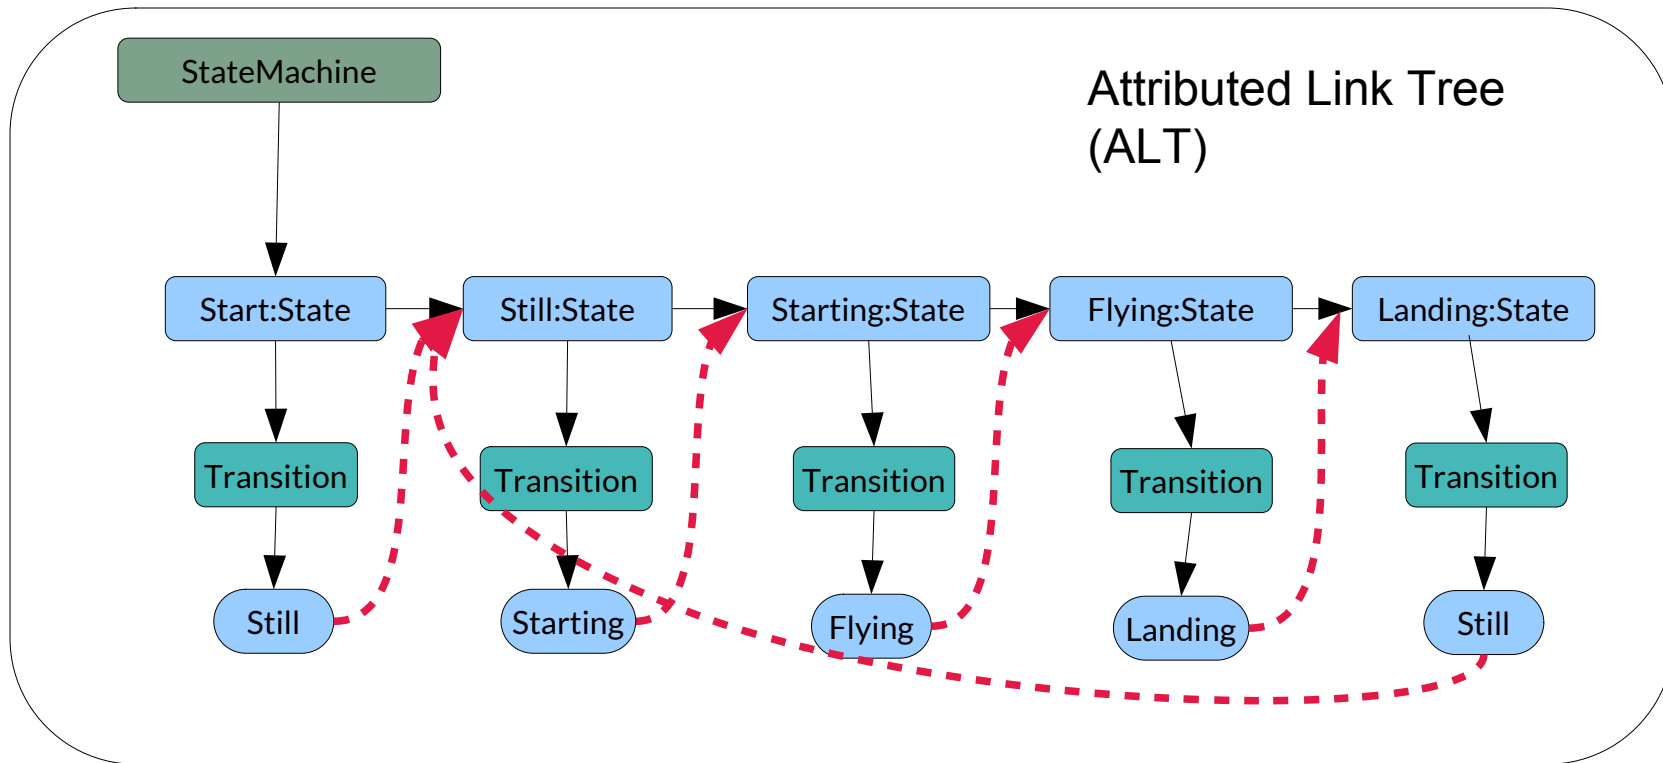 StateMachine
Attributed Link Tree
(ALT)
Start:State
Still:State
Starting:State
Flying:State
Landing:State
Transition
Transition
Transition
Transition
Transition
Still
Starting
Flying
Landing
Still